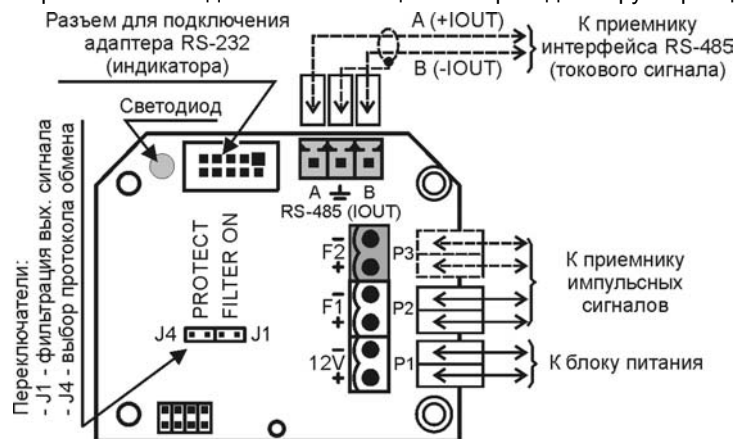 Разъем для подключения
адаптера RS-232
(индикатора)
A (+IOUT)
B (-IOUT)
К приемнику
интерфейса RS-485
(токового сигнала)
Светодиод
A B
RS-485 (IOUT)
Переключатели:
- J1 - фильтрация вых. сигнала
- J4 - выбор протокола обмена
PROTECT
FILTER ON
J4 J1
F2 - + P3
F1 - + P2
12V - + P1
К приемнику
импульсных
сигналов
К блоку питания